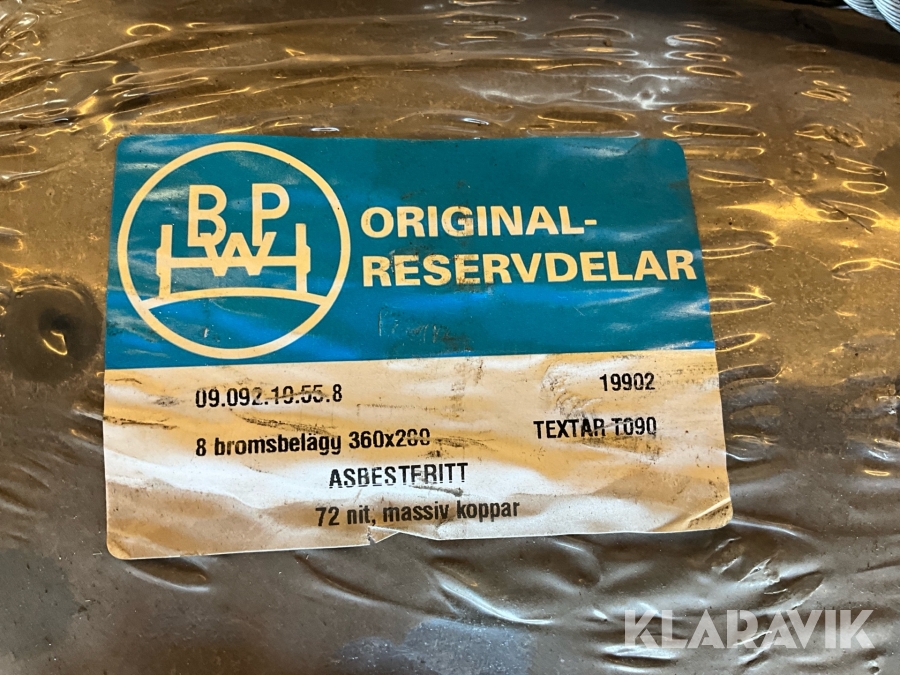 BPW
ORIGINAL-
RESERVDELAR
09.092.10.55.8
19902
8 bromsbelägg 360x200
TEXTAR T090
ASBESTFRITT
72 nit, massiv koppar
KLARAVIK